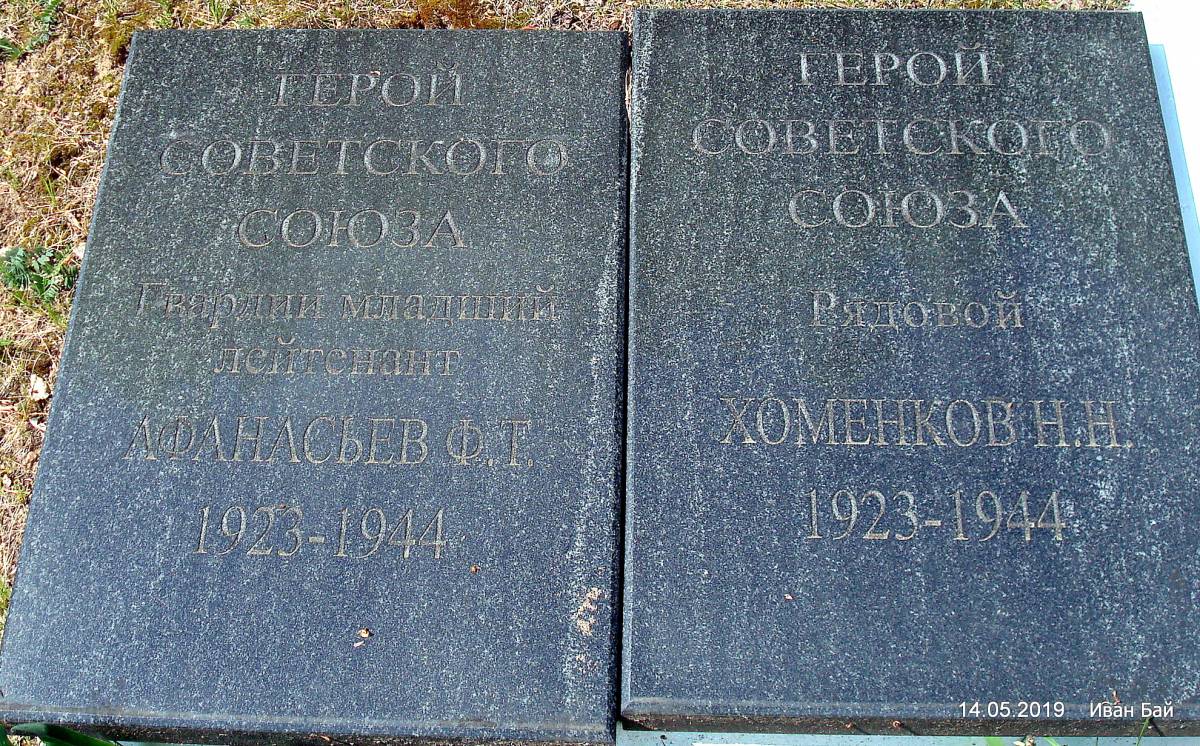 ГЕРОЙ
СОВЕТСКОГО
СОЮЗА
Гвардии младший
лейтенант
АФАНАСЬЕВ Ф.Т.
1923-1944
ГЕРОЙ
СОВЕТСКОГО
СОЮЗА
Рядовой
ХОМЕНКОВ Н.Н.
1923-1944
14.05.2019 Иван Бай